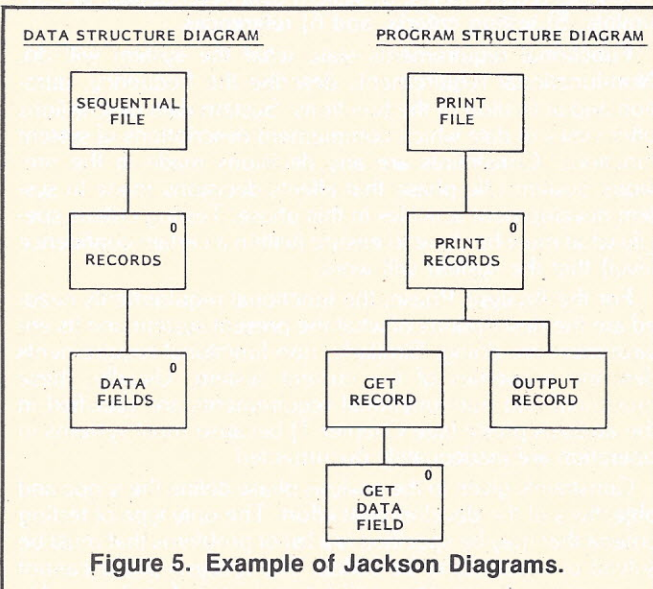 DATA STRUCTURE DIAGRAM
PROGRAM STRUCTURE DIAGRAM
SEQUENTIAL
FILE
0
RECORDS
0
DATA
FIELDS
PRINT
FILE
0
PRINT
RECORDS
GET
RECORD
OUTPUT
RECORD
0
GET
DATA
FIELD
Figure 5. Example of Jackson Diagrams.